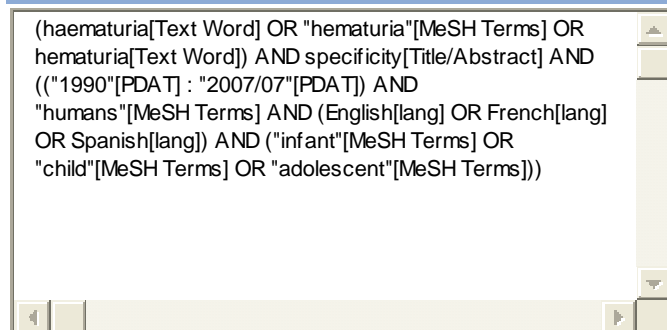 (haematuria[Text Word] OR "hematuria"[MeSH Terms] OR
hematuria[Text Word]) AND specificity[Title/Abstract] AND
(("1990"[PDAT] : "2007/07"[PDAT]) AND
"humans"[MeSH Terms] AND (English[lang] OR French[lang]
OR Spanish[lang]) AND ("infant"[MeSH Terms] OR
"child"[MeSH Terms] OR "adolescent"[MeSH Terms]))